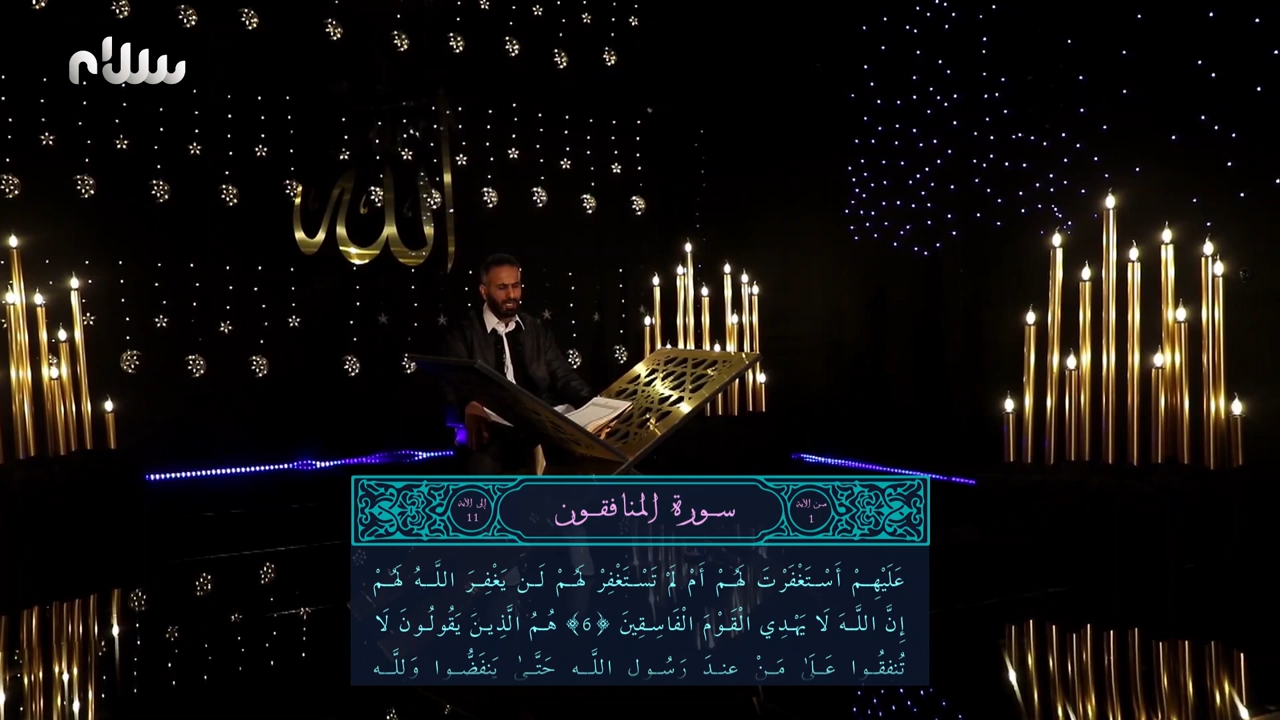 سلام
الله
إلى الآية
11
سورة المنافقون
من الآية
1
عَلَيْهِمْ أَسْتَغْفَرْتَ لَهُمْ أَمْ لَمْ تَسْتَغْفِرْ لَهُمْ لَنْ يَغْفِرَ اللَّهُ لَهُمْ
إِنَّ اللَّهَ لَا يَهْدِي الْقَوْمَ الْفَاسِقِينَ ﴿6﴾ هُمُ الَّذِينَ يَقُولُونَ لَا
تُنفِقُوا عَلَىٰ مَنْ عِندَ رَسُولِ اللَّهِ حَتَّىٰ يَنفَضُّوا وَلِلَّهِ